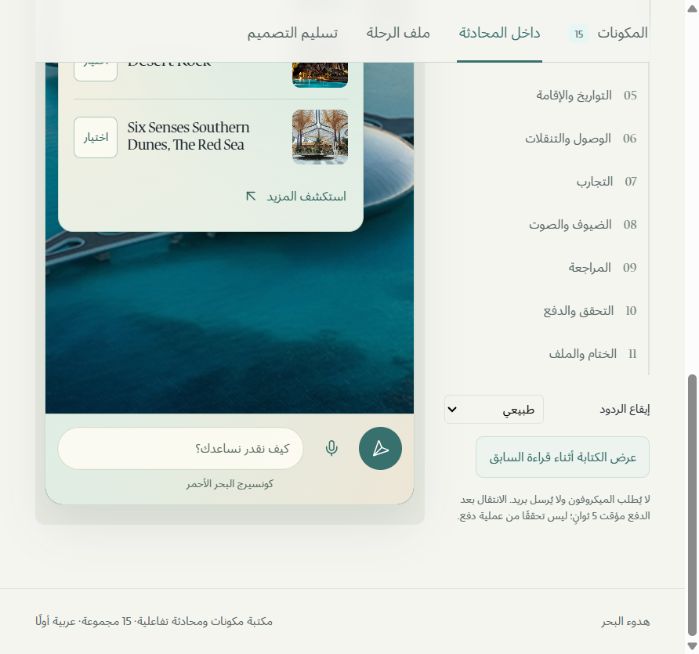 المكونات 15
داخل المحادثة
ملف الرحلة
تسليم التصميم
05 التواريخ والإقامة
06 الوصول والتنقلات
07 التجارب
08 الضيوف والصوت
09 المراجعة
10 التحقق والدفع
11 الختام والملف
إيقاع الردود
طبيعي
عرض الكتابة أثناء قراءة السابق
لا يُطلب الميكروفون ولا يُرسل بريد. الانتقال بعد
الدفع مؤقت 5 ثوانٍ؛ ليس تحققًا من عملية دفع.
Desert Rock
اختيار
Six Senses Southern
Dunes, The Red Sea
اختيار
استكشف المزيد
كيف نقدر نساعدك؟
كونسيرج البحر الأحمر
هدوء البحر
مكتبة مكونات ومحادثة تفاعلية · 15 مجموعة · عربية أولًا